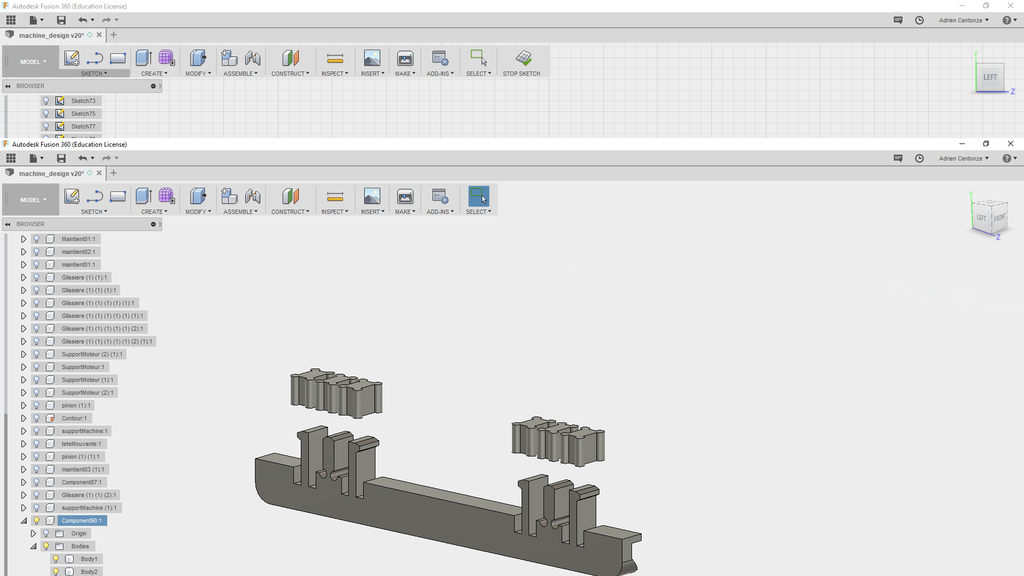 Autodesk Fusion 360 (Education License)
Adrien Centonze
machine_design v20*
MODEL
SKETCH CREATE MODIFY ASSEMBLE CONSTRUCT INSPECT INSERT MAKE ADD-INS SELECT STOP SKETCH
LEFT
Z
BROWSER
Sketch73
Sketch75
Sketch77
Autodesk Fusion 360 (Education License)
Adrien Centonze
machine_design v20*
MODEL
SKETCH CREATE MODIFY ASSEMBLE CONSTRUCT INSPECT INSERT MAKE ADD-INS SELECT
LEFT FRONT
Z
BROWSER
Maintient01:1
maintient02:1
maintient01:1
Glissiere (1) (1):1
Glissiere (1) (1) (1):1
Glissiere (1) (1) (1) (1) (1):1
Glissiere (1) (1) (1) (1) (1) (1):1
Glissiere (1) (1) (1) (1) (1) (2):1
Glissiere (1) (1) (1) (1) (1) (2) (1):1
SupportMoteur (2) (1):1
SupportMoteur:1
SupportMoteur (1):1
SupportMoteur (2):1
pinion (1):1
Contour:1
supportMachine:1
teteMouvante:1
pinion (1) (1):1
maintient03 (1):1
Component87:1
Glissiere (1) (1) (2):1
supportMachine (1):1
Component90:1
Origin
Bodies
Body1
Body2